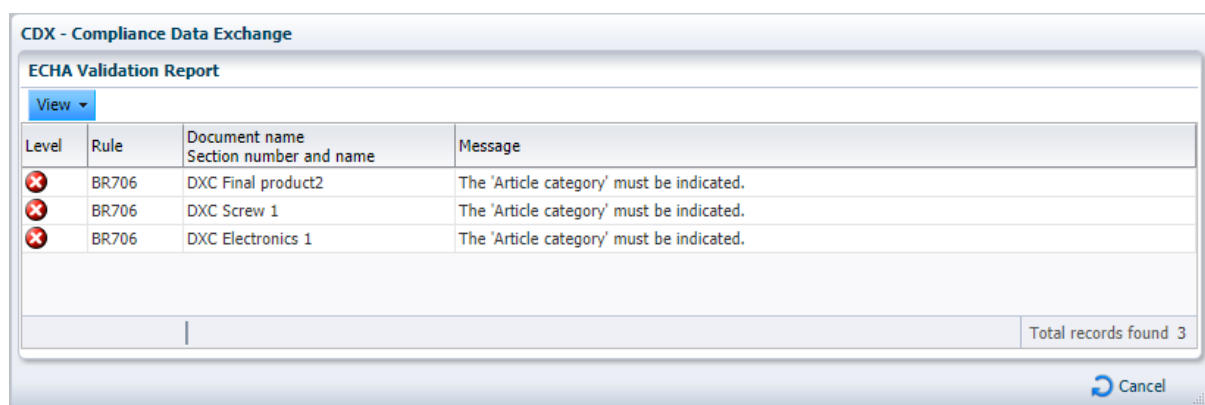 CDX - Compliance Data Exchange
ECHA Validation Report
View
Level Rule Document name Message
Section number and name
BR706 DXC Final product2 The 'Article category' must be indicated.
BR706 DXC Screw 1 The 'Article category' must be indicated.
BR706 DXC Electronics 1 The 'Article category' must be indicated.
Total records found 3
Cancel